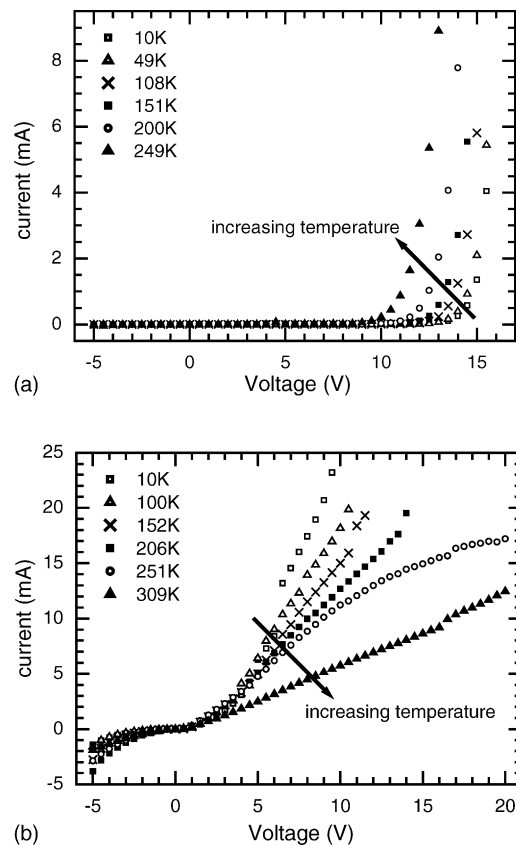 8
6
4
2
0
current (mA)
10K
49K
108K
151K
200K
249K
increasing temperature
-5
0
5
10
15
Voltage (V)
(a)
25
20
15
10
5
0
-5
current (mA)
10K
100K
152K
206K
251K
309K
increasing temperature
-5
0
5
10
15
20
Voltage (V)
(b)